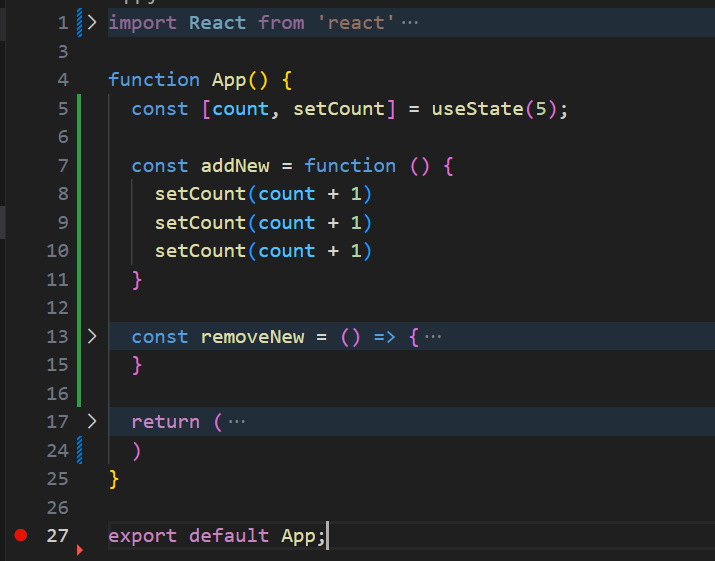 1 import React from 'react' ···
3
4 function App() {
5 const [count, setCount] = useState(5);
6
7 const addNew = function () {
8 setCount(count + 1)
9 setCount(count + 1)
10 setCount(count + 1)
11 }
12
13 const removeNew = () => { ···
15 }
16
17 return ( ···
24 )
25 }
26
27 export default App;